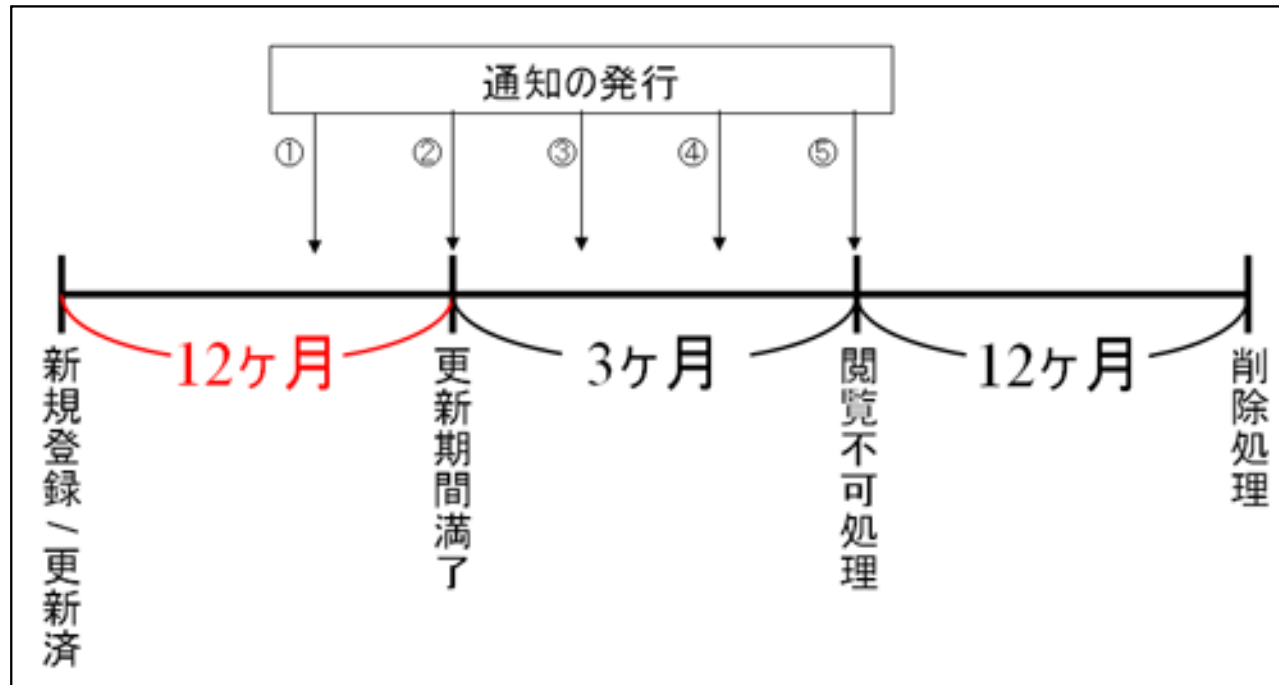 通知の発行
① ② ③ ④ ⑤
12ヶ月 3ヶ月 12ヶ月
新規登録/更新済
更新期間満了
閲覧不可処理
削除処理